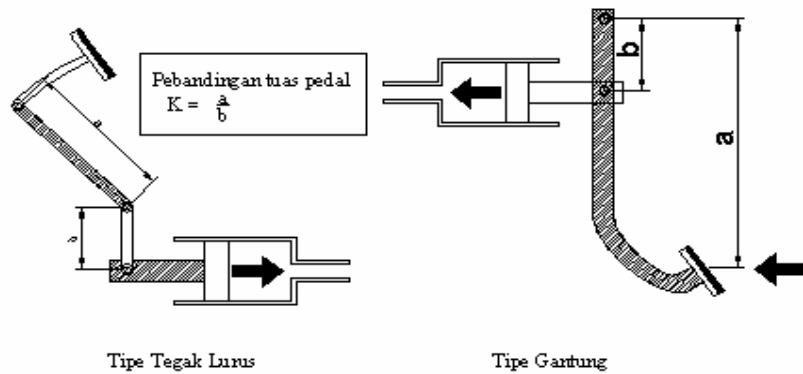 Pebandingan tuas pedal
K = a
b
a
b
b
a
Tipe Tegak Lurus
Tipe Gantung